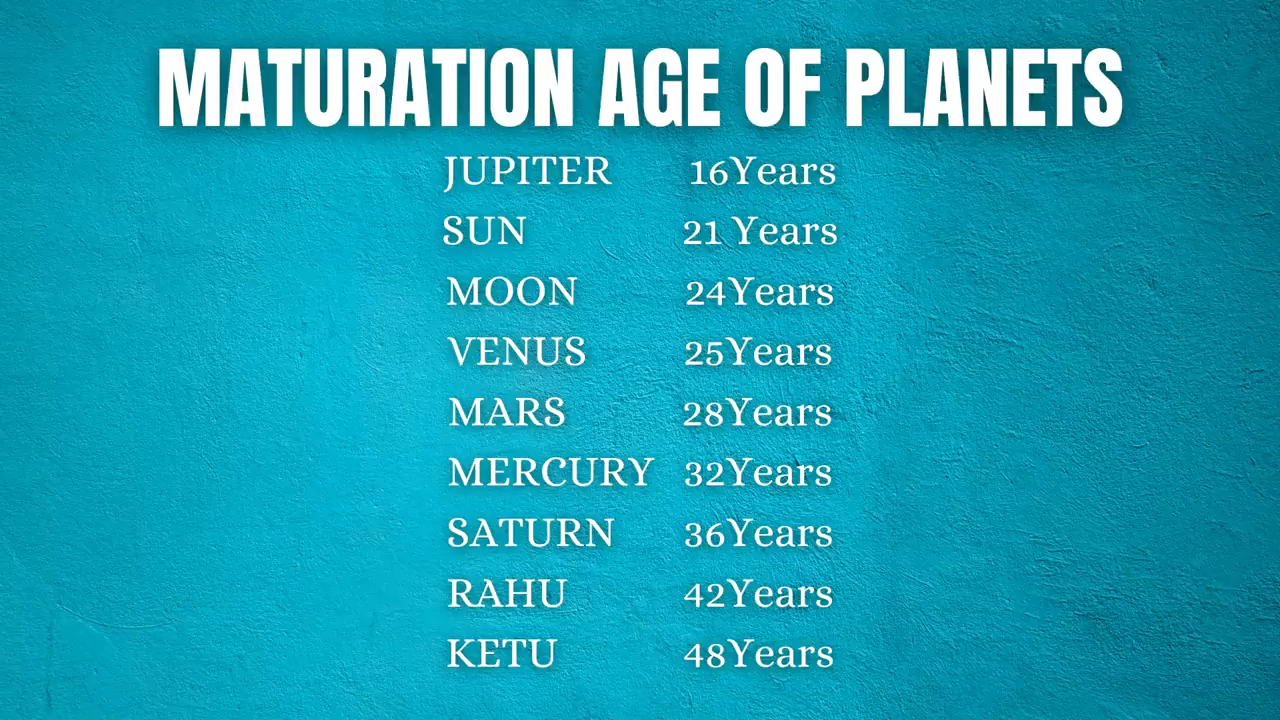 MATURATION AGE OF PLANETS
JUPITER 16Years
SUN 21 Years
MOON 24Years
VENUS 25Years
MARS 28Years
MERCURY 32Years
SATURN 36Years
RAHU 42Years
KETU 48Years